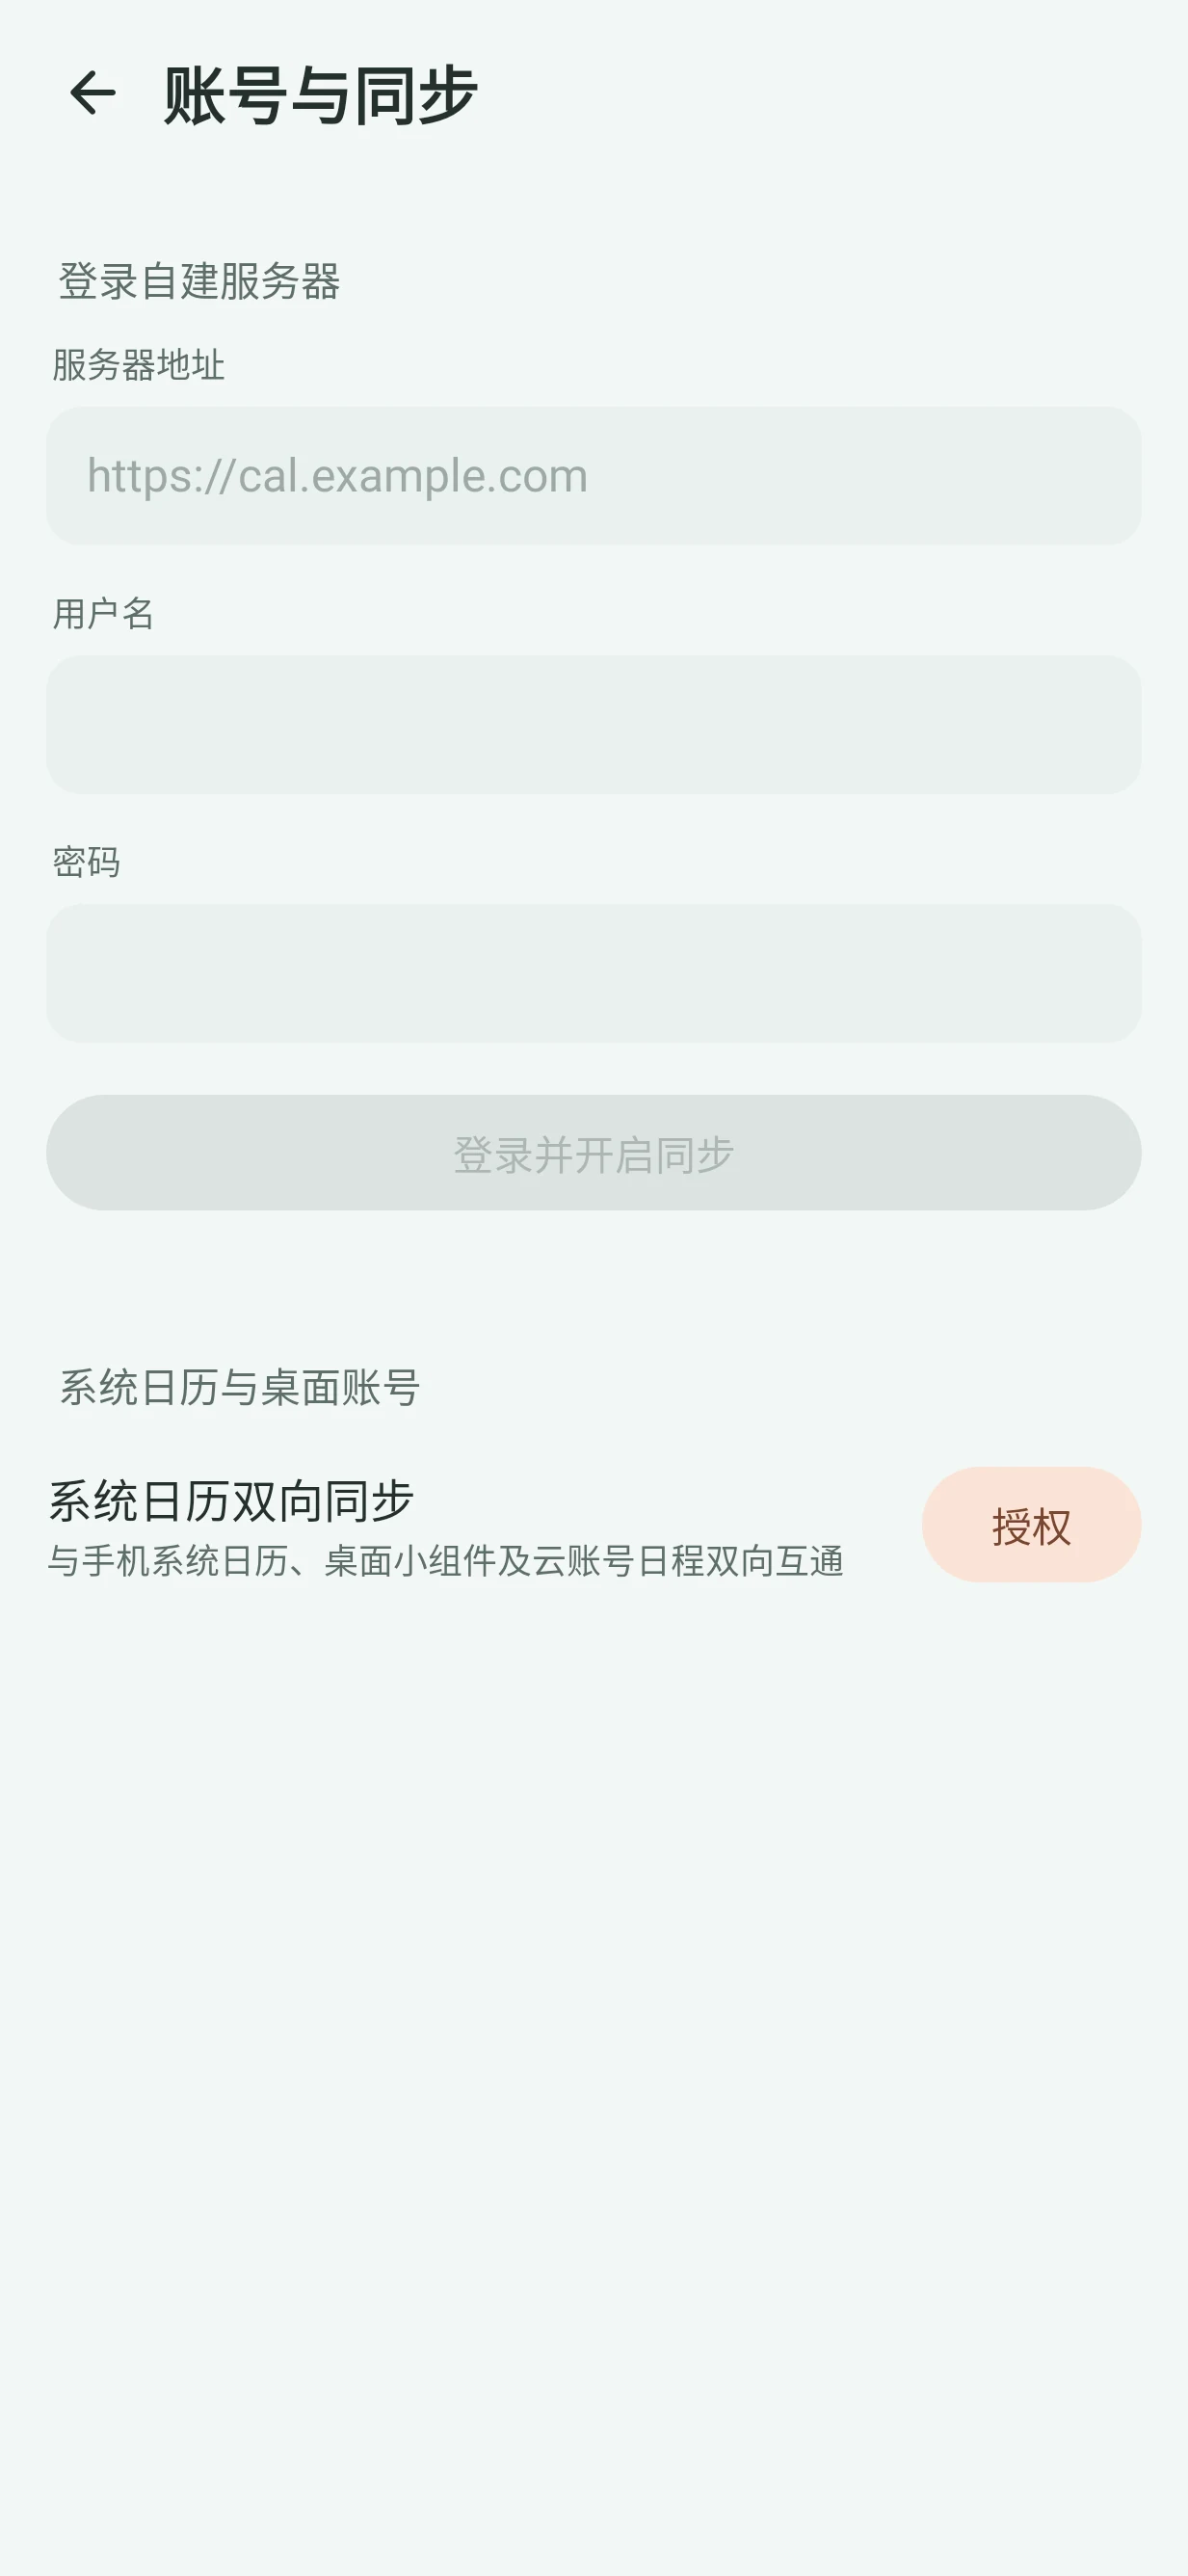 账号与同步
登录自建服务器
服务器地址
https://cal.example.com
用户名
密码
登录并开启同步
系统日历与桌面账号
系统日历双向同步
与手机系统日历、桌面小组件及云账号日程双向互通
授权